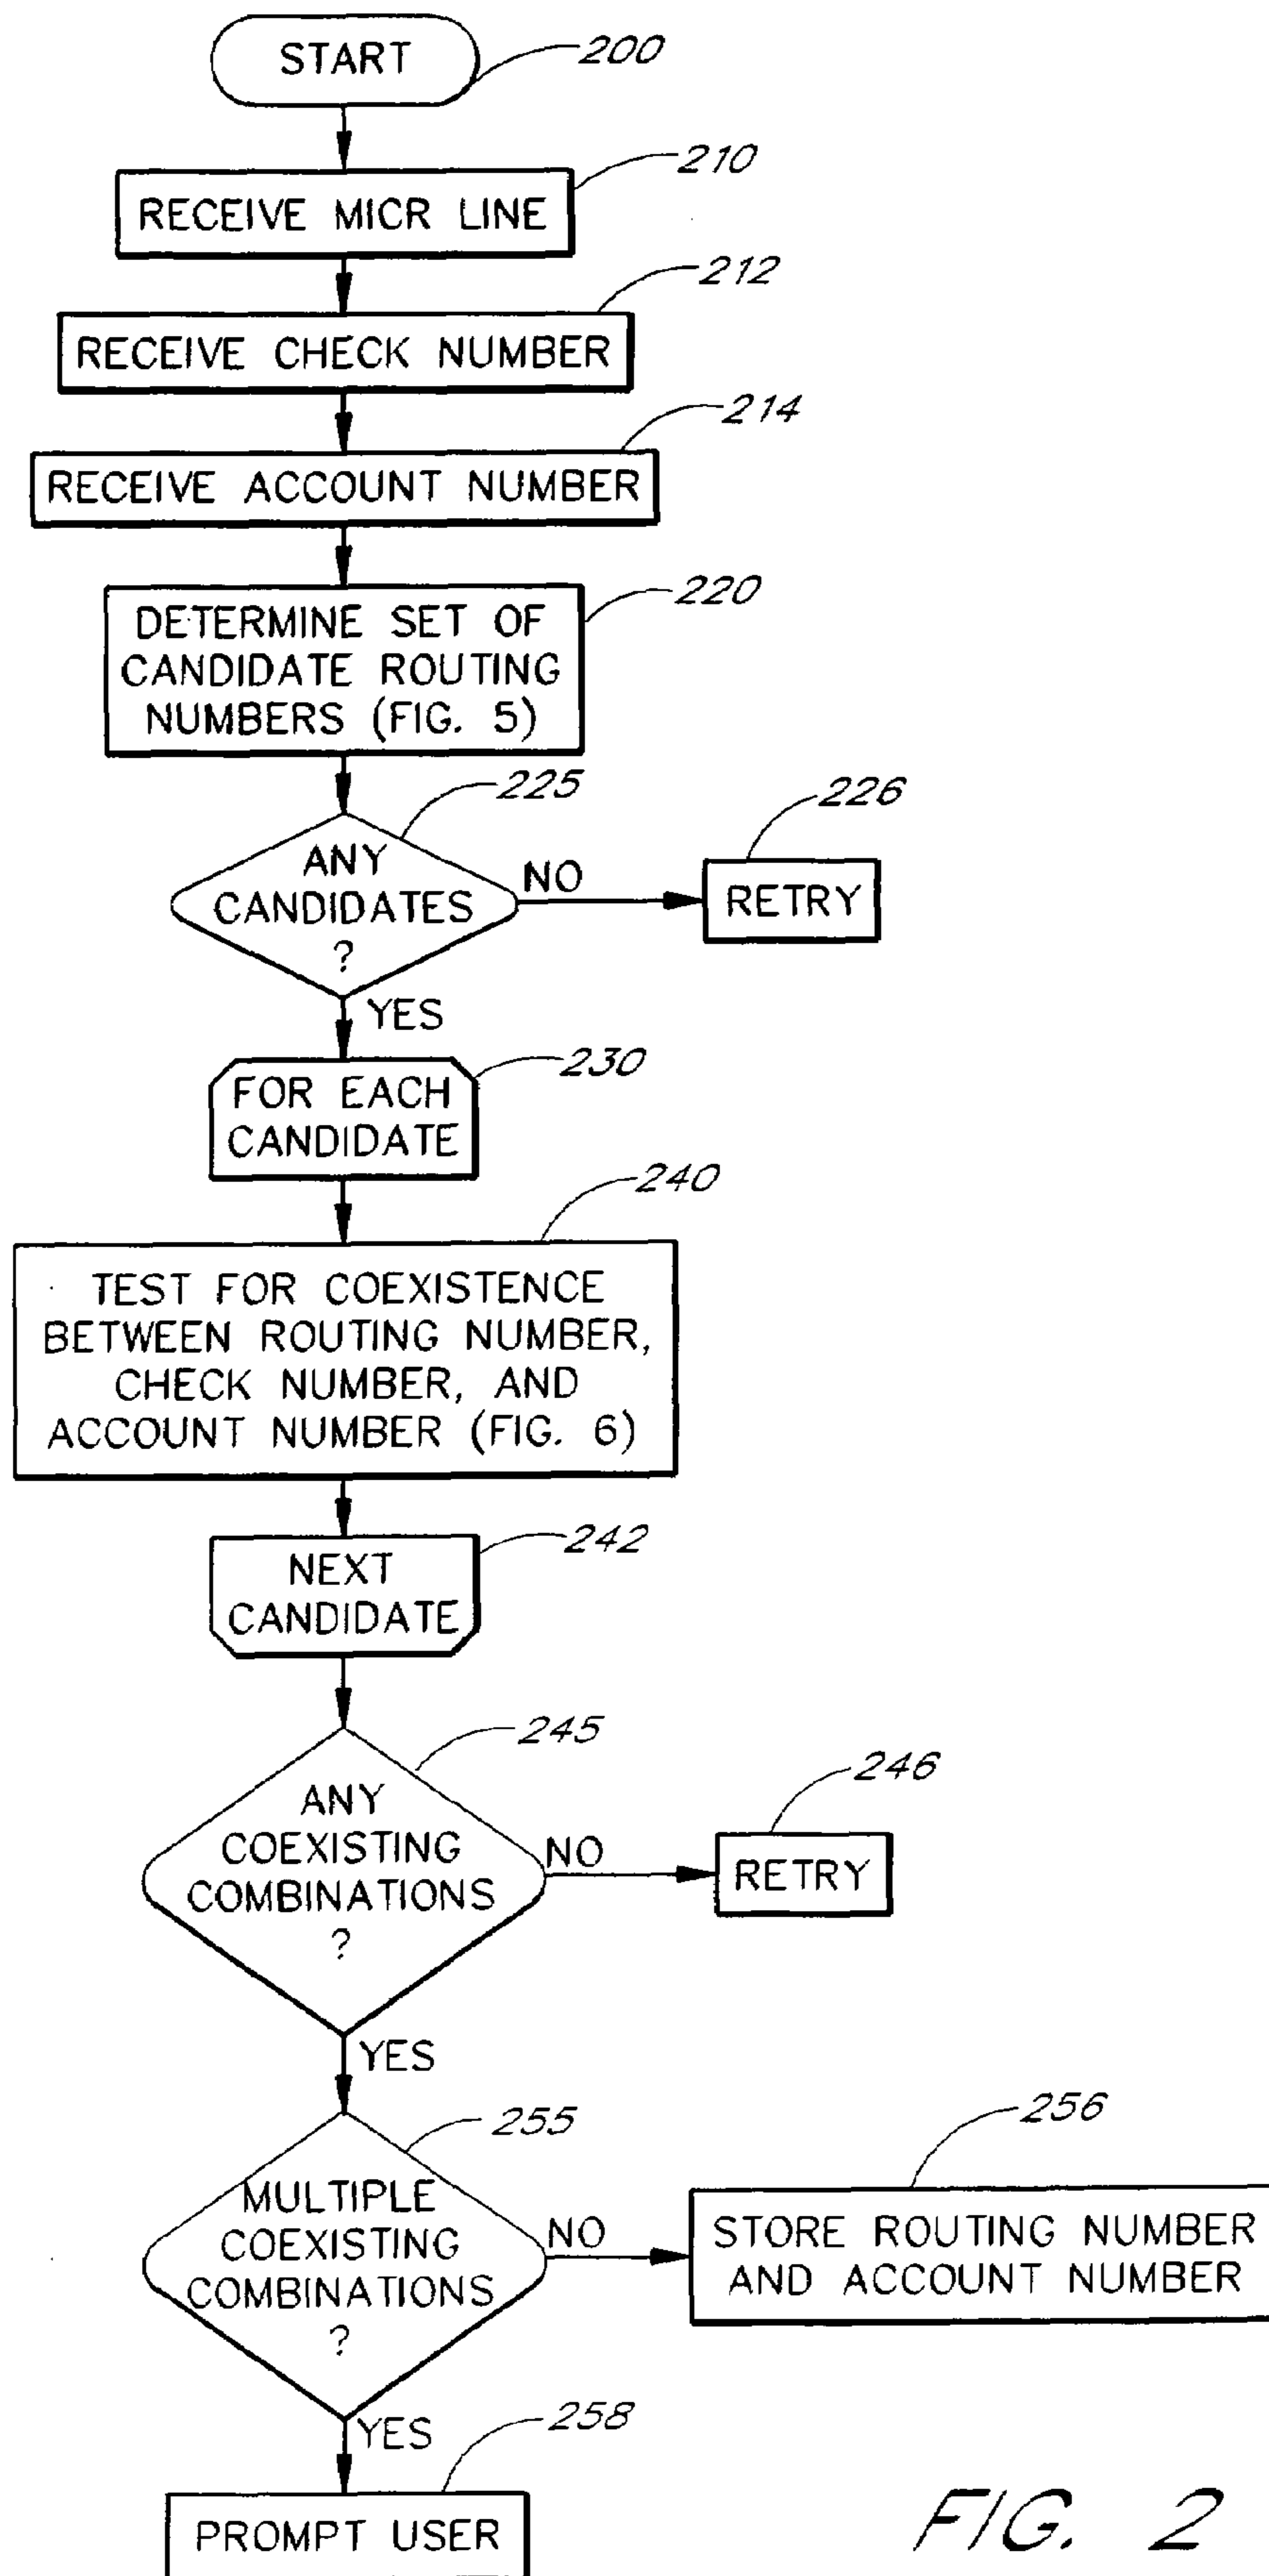 START
200
210
RECEIVE MICR LINE
212
RECEIVE CHECK NUMBER
214
RECEIVE ACCOUNT NUMBER
220
DETERMINE SET OF
CANDIDATE ROUTING
NUMBERS (FIG. 5)
225
226
ANY
CANDIDATES
?
NO
RETRY
YES
230
FOR EACH
CANDIDATE
240
TEST FOR COEXISTENCE
BETWEEN ROUTING NUMBER,
CHECK NUMBER, AND
ACCOUNT NUMBER (FIG. 6)
242
NEXT
CANDIDATE
245
246
ANY
COEXISTING
COMBINATIONS
?
NO
RETRY
YES
255
256
MULTIPLE
COEXISTING
COMBINATIONS
?
NO
STORE ROUTING NUMBER
AND ACCOUNT NUMBER
YES
258
PROMPT USER
FIG. 2